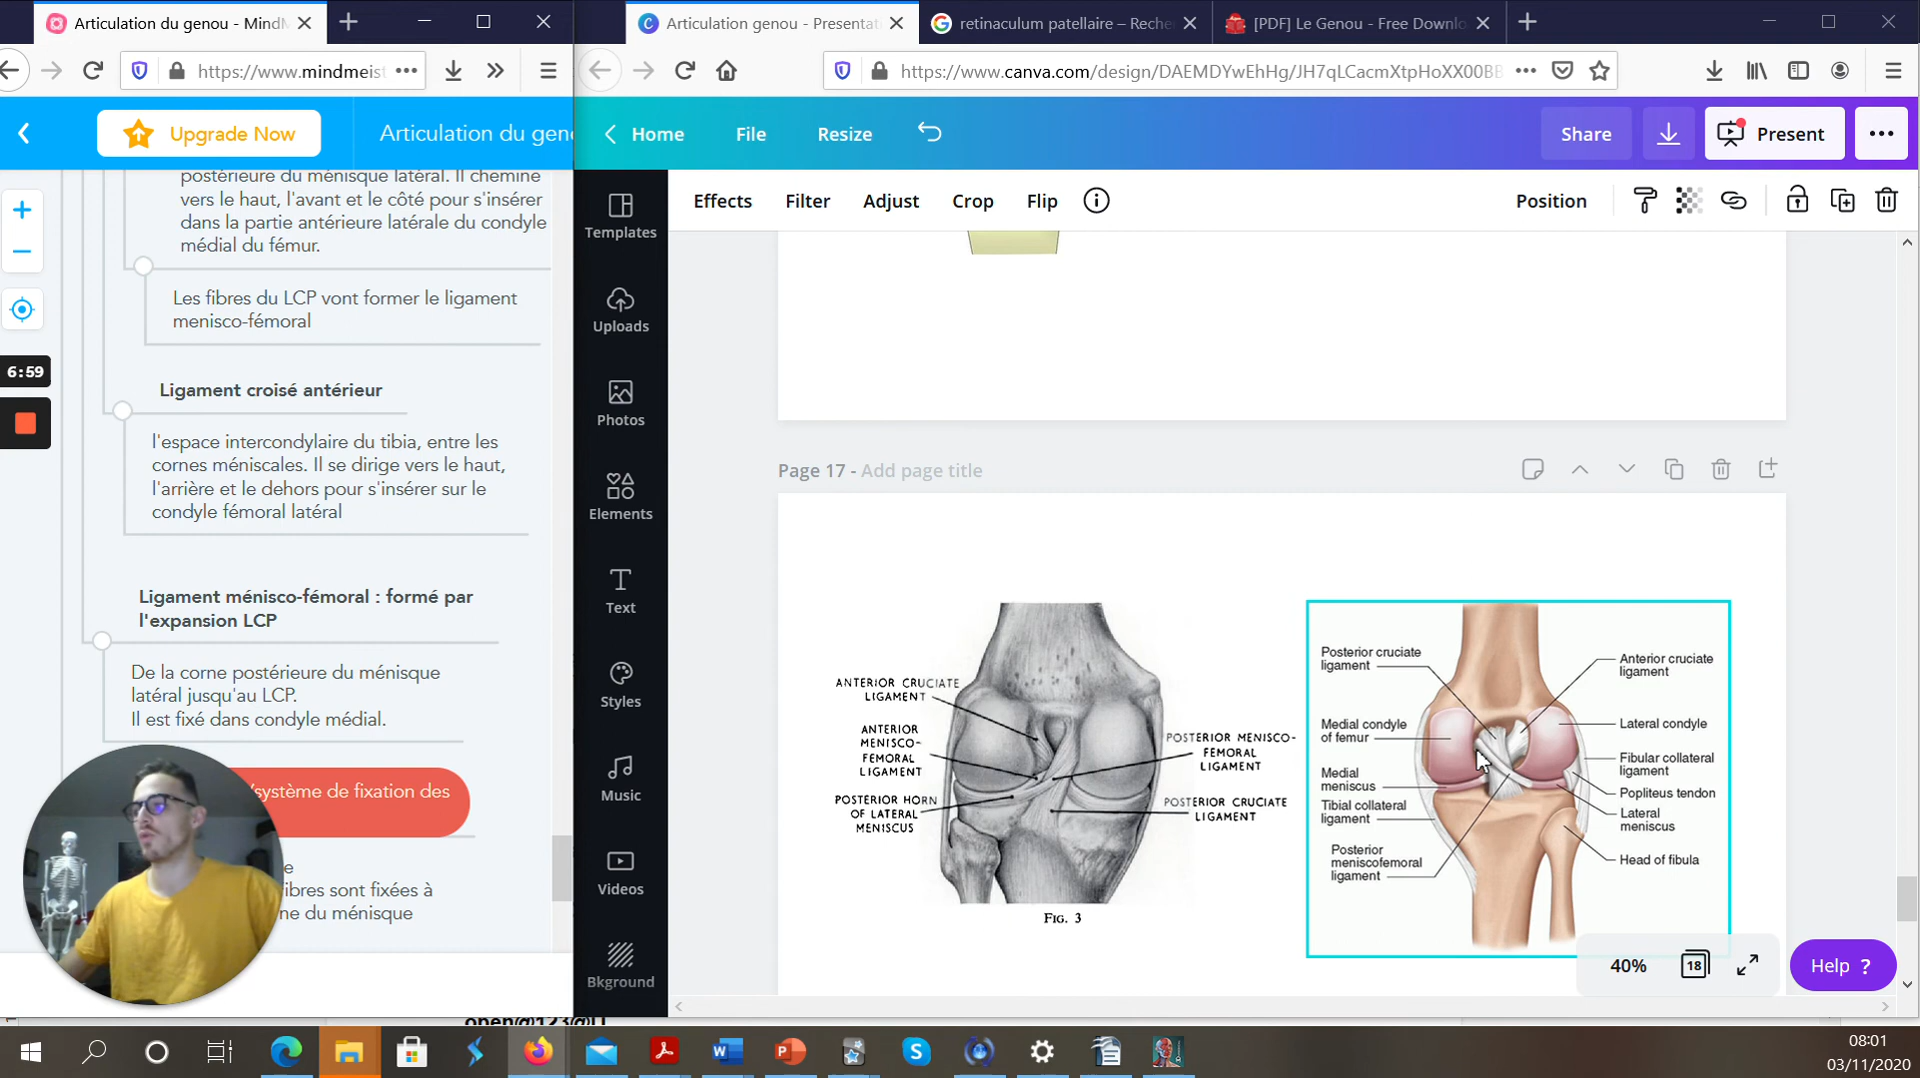 Articulation du genou - MindM
https://www.mindmeist
Upgrade Now
Articulation du geno
postérieure du ménisque latéral. Il chemine
vers le haut, l'avant et le côté pour s'insérer
dans la partie antérieure latérale du condyle
médial du fémur.
Les fibres du LCP vont former le ligament
menisco-fémoral
6:59
Ligament croisé antérieur
l'espace intercondylaire du tibia, entre les
cornes méniscales. Il se dirige vers le haut,
l'arrière et le dehors pour s'insérer sur le
condyle fémoral latéral
Ligament ménisco-fémoral : formé par
l'expansion LCP
De la corne postérieure du ménisque
latéral jusqu'au LCP.
Il est fixé dans condyle médial.
/système de fixation des
e
fibres sont fixées à
ne du ménisque
open@123@IT
Articulation genou - Presentat
retinaculum patellaire – Reche
[PDF] Le Genou - Free Downlo
https://www.canva.com/design/DAEMDYwEhHg/JH7qLCacmXtpHoXX00BB
Home
File
Resize
Share
Present
Effects
Filter
Adjust
Crop
Flip
Position
Templates
Uploads
Photos
Elements
Text
Styles
Music
Videos
Bkground
Page 17 - Add page title
ANTERIOR CRUCIATE
LIGAMENT
ANTERIOR
MENISCO-
FEMORAL
LIGAMENT
POSTERIOR HORN
OF LATERAL
MENISCUS
POSTERIOR MENISCO-
FEMORAL
LIGAMENT
POSTERIOR CRUCIATE
LIGAMENT
FIG. 3
Posterior cruciate
ligament
Medial condyle
of femur
Medial
meniscus
Tibial collateral
ligament
Posterior
meniscofemoral
ligament
Anterior cruciate
ligament
Lateral condyle
Fibular collateral
ligament
Popliteus tendon
Lateral
meniscus
Head of fibula
40%
18
Help ?
08:01
03/11/2020